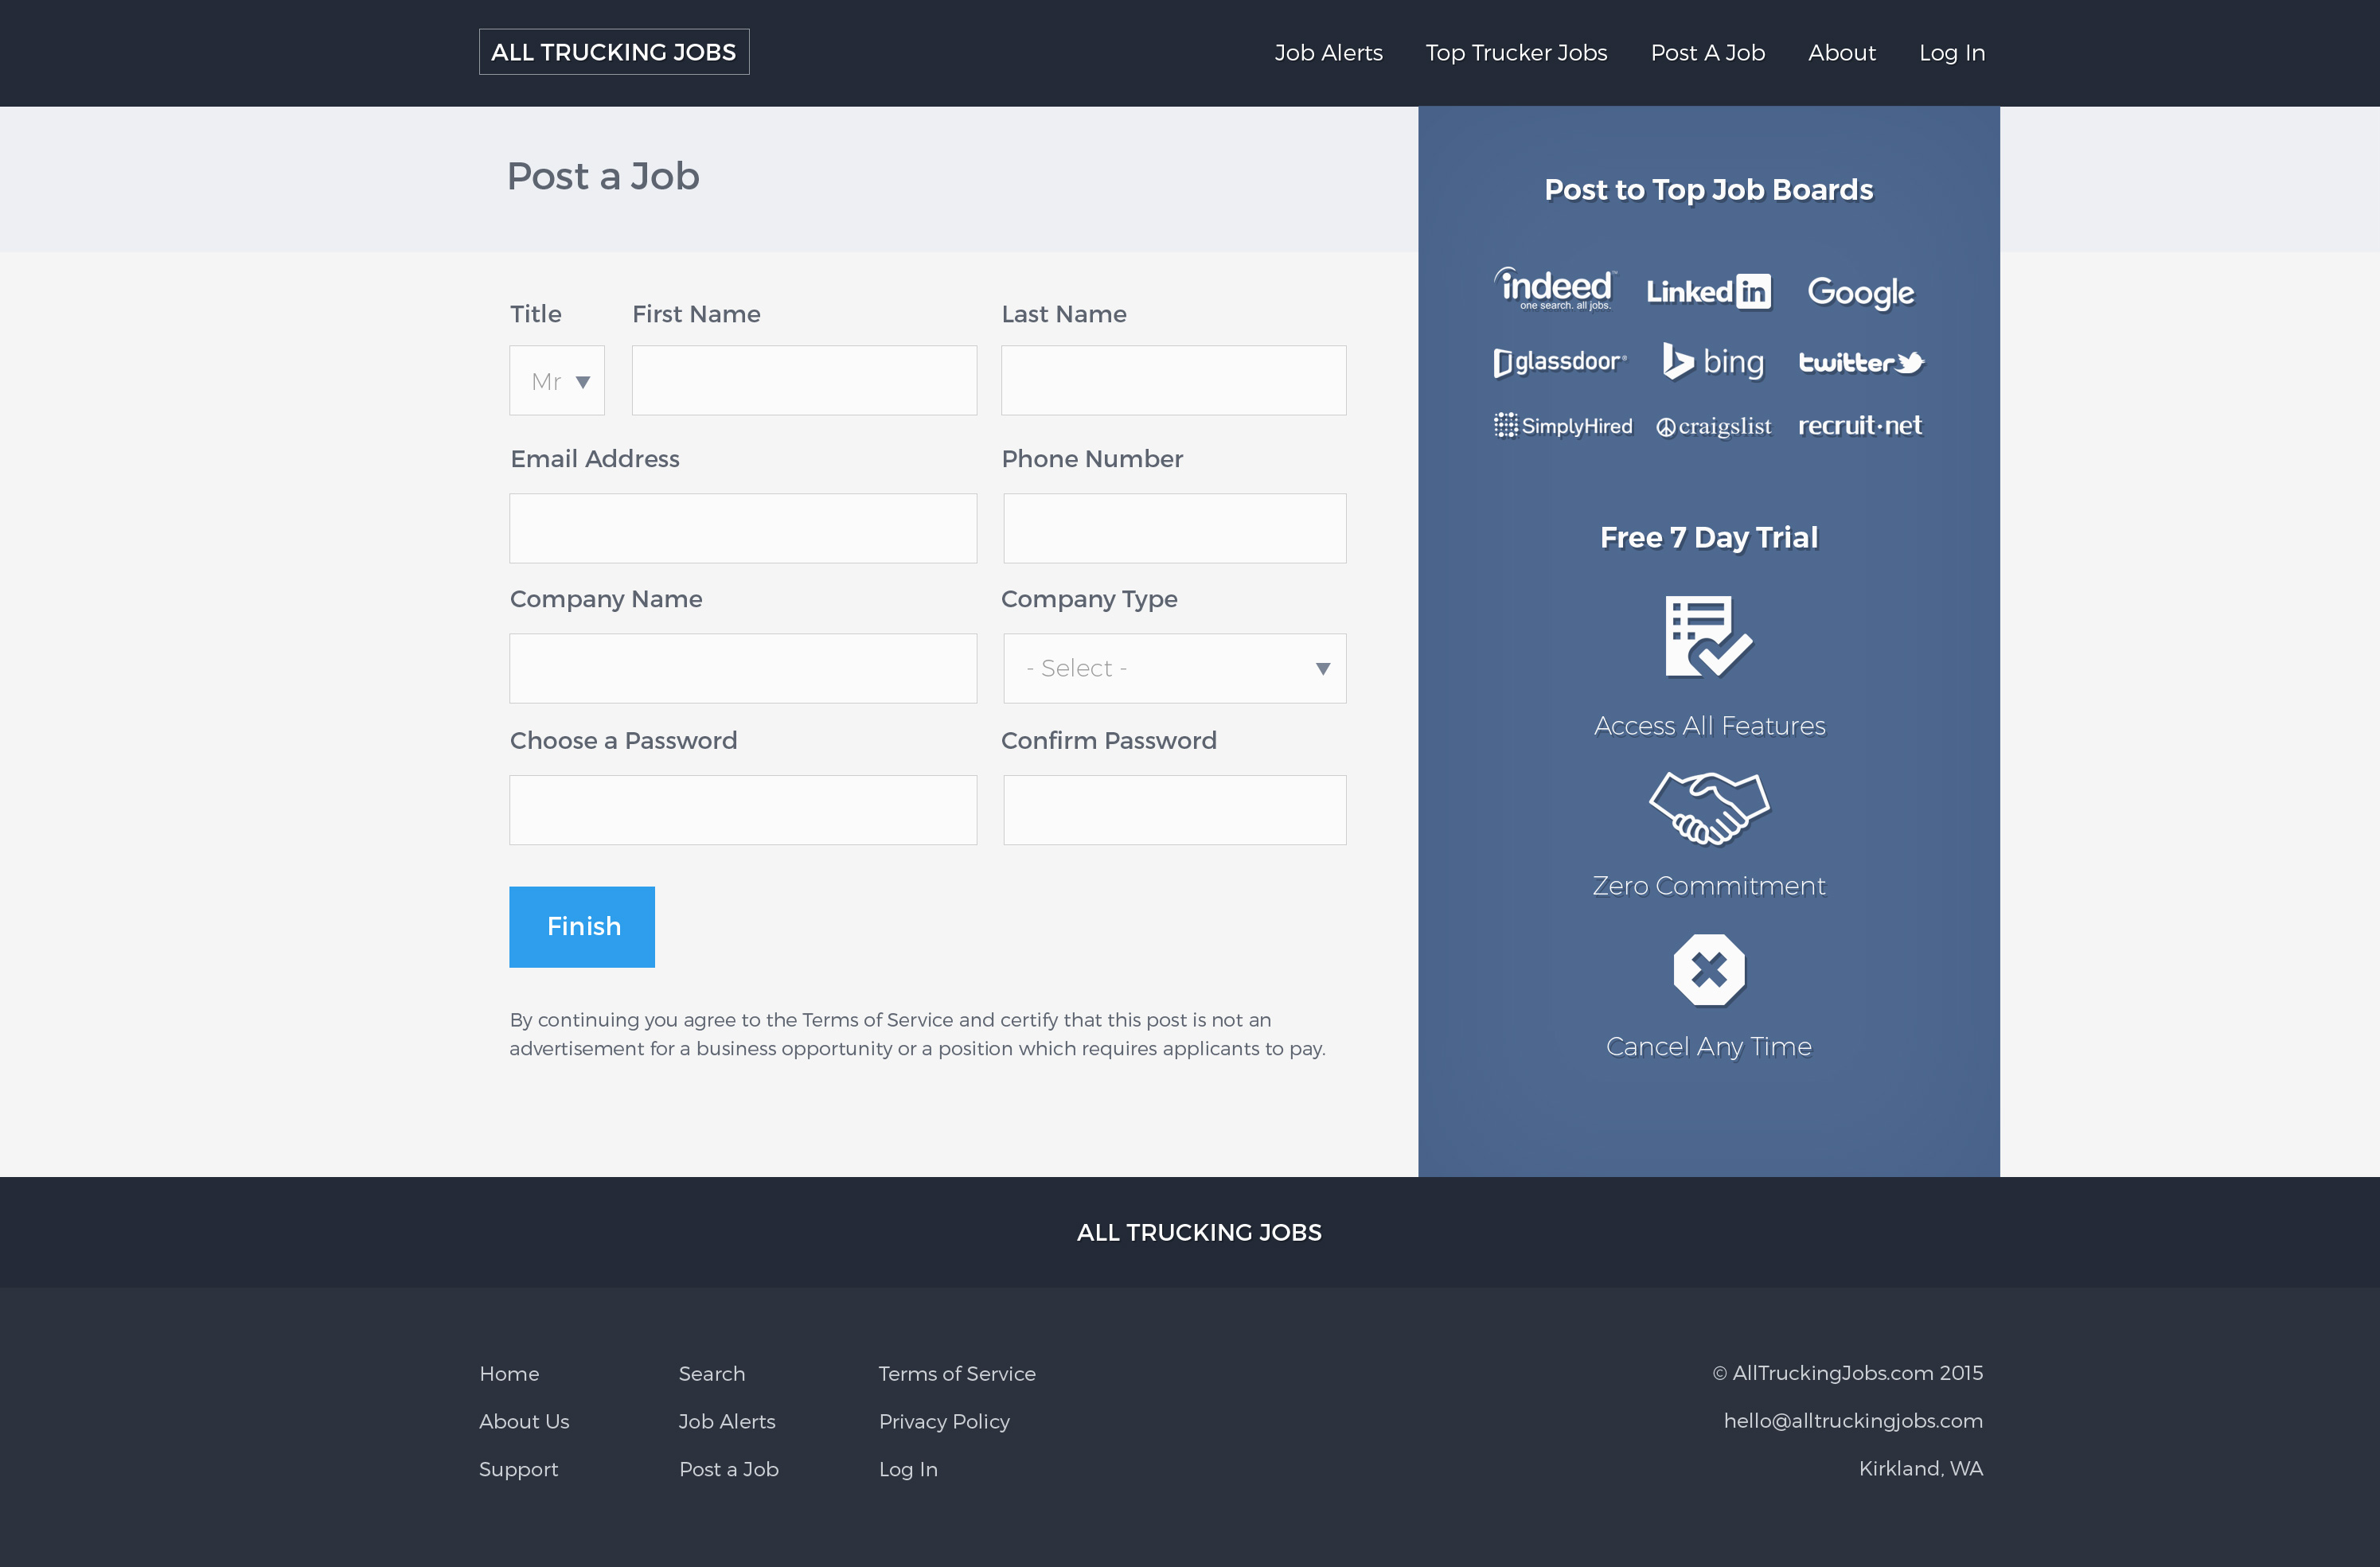 ALL TRUCKING JOBS
Job Alerts Top Trucker Jobs Post A Job About Log In
Post a Job
Title First Name Last Name
Mr
Email Address Phone Number
Company Name Company Type
- Select -
Choose a Password Confirm Password
Finish
By continuing you agree to the Terms of Service and certify that this post is not an
advertisement for a business opportunity or a position which requires applicants to pay.
Post to Top Job Boards
indeed™ Linked in Google
one search. all jobs.
glassdoor® bing twitter
SimplyHired craigslist recruit·net
Free 7 Day Trial
Access All Features
Zero Commitment
Cancel Any Time
ALL TRUCKING JOBS
Home Search Terms of Service
About Us Job Alerts Privacy Policy
Support Post a Job Log In
© AllTruckingJobs.com 2015
hello@alltruckingjobs.com
Kirkland, WA